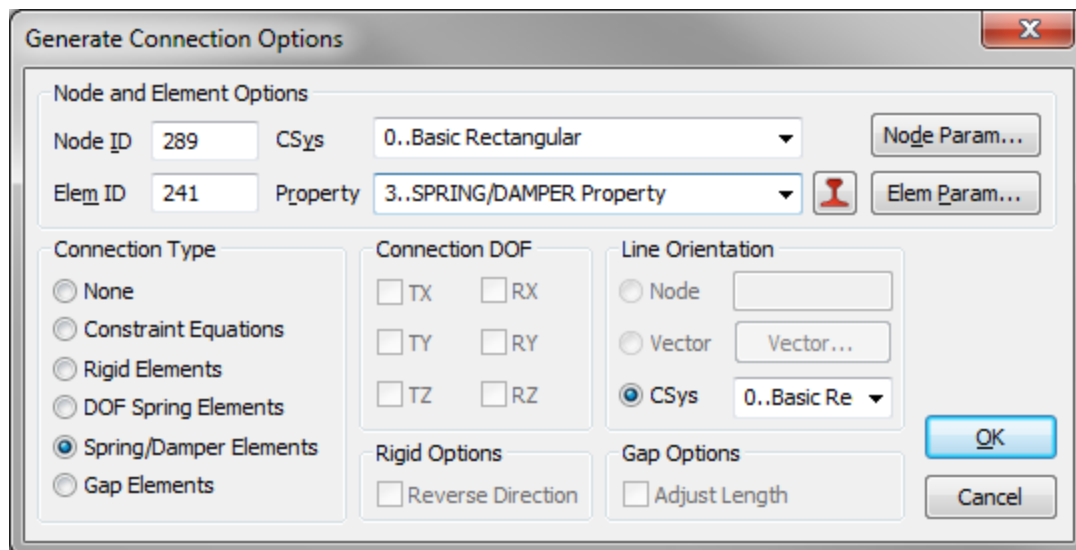 Generate Connection Options
Node and Element Options
Node ID 289 CSys 0..Basic Rectangular Node Param...
Elem ID 241 Property 3..SPRING/DAMPER Property Elem Param...
Connection Type Connection DOF Line Orientation
None TX RX Node
Constraint Equations TY RY Vector Vector...
Rigid Elements TZ RZ CSys 0..Basic Re
DOF Spring Elements
Spring/Damper Elements Rigid Options Gap Options OK
Gap Elements Reverse Direction Adjust Length Cancel